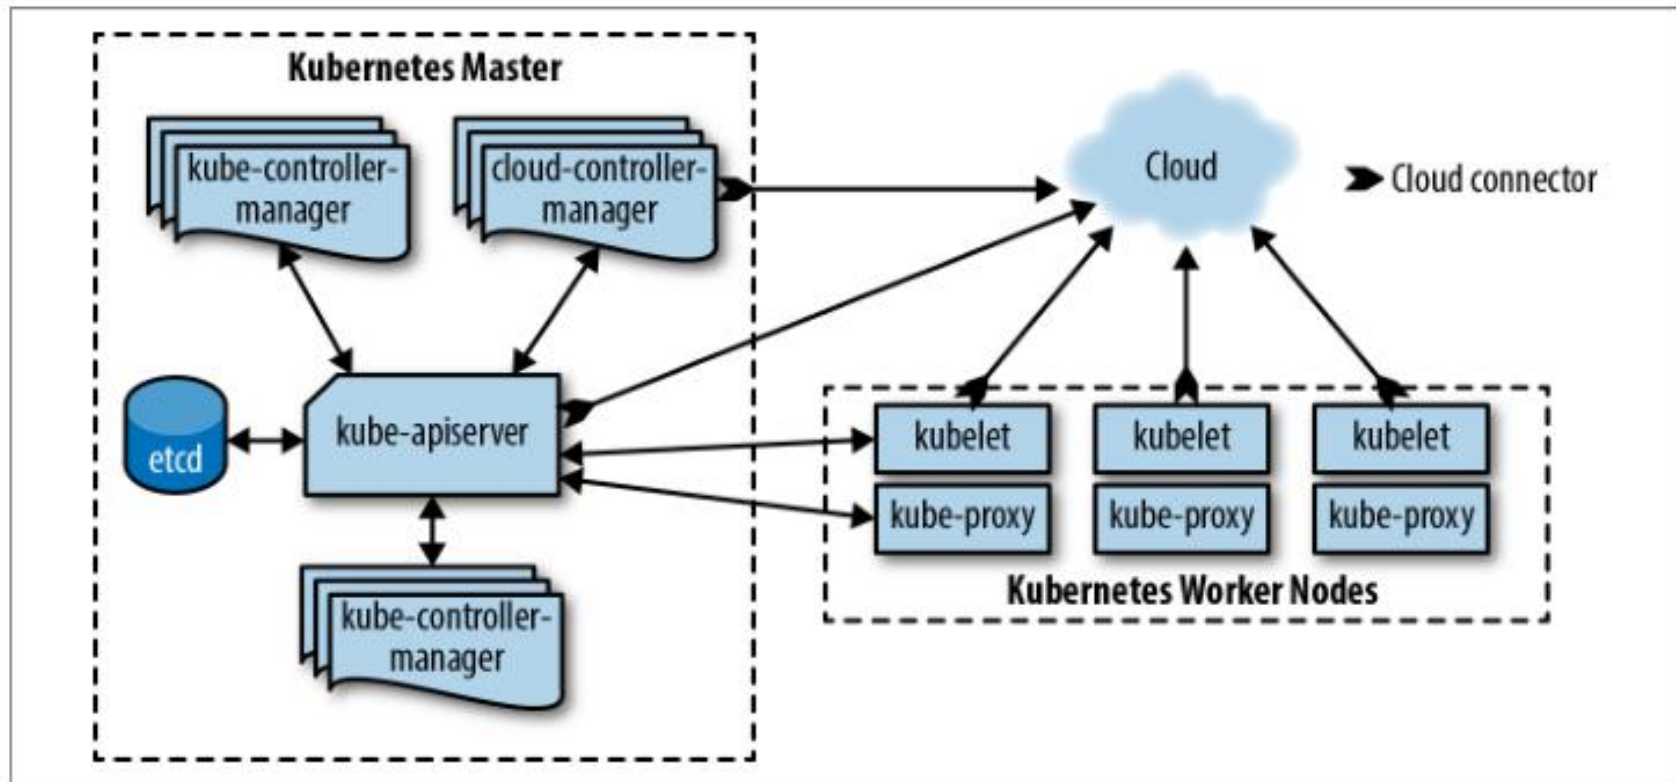 Kubernetes Master
kube-controller-
manager
cloud-controller-
manager
Cloud
Cloud connector
etcd
kube-apiserver
kube-controller-
manager
kubelet
kubelet
kubelet
kube-proxy
kube-proxy
kube-proxy
Kubernetes Worker Nodes